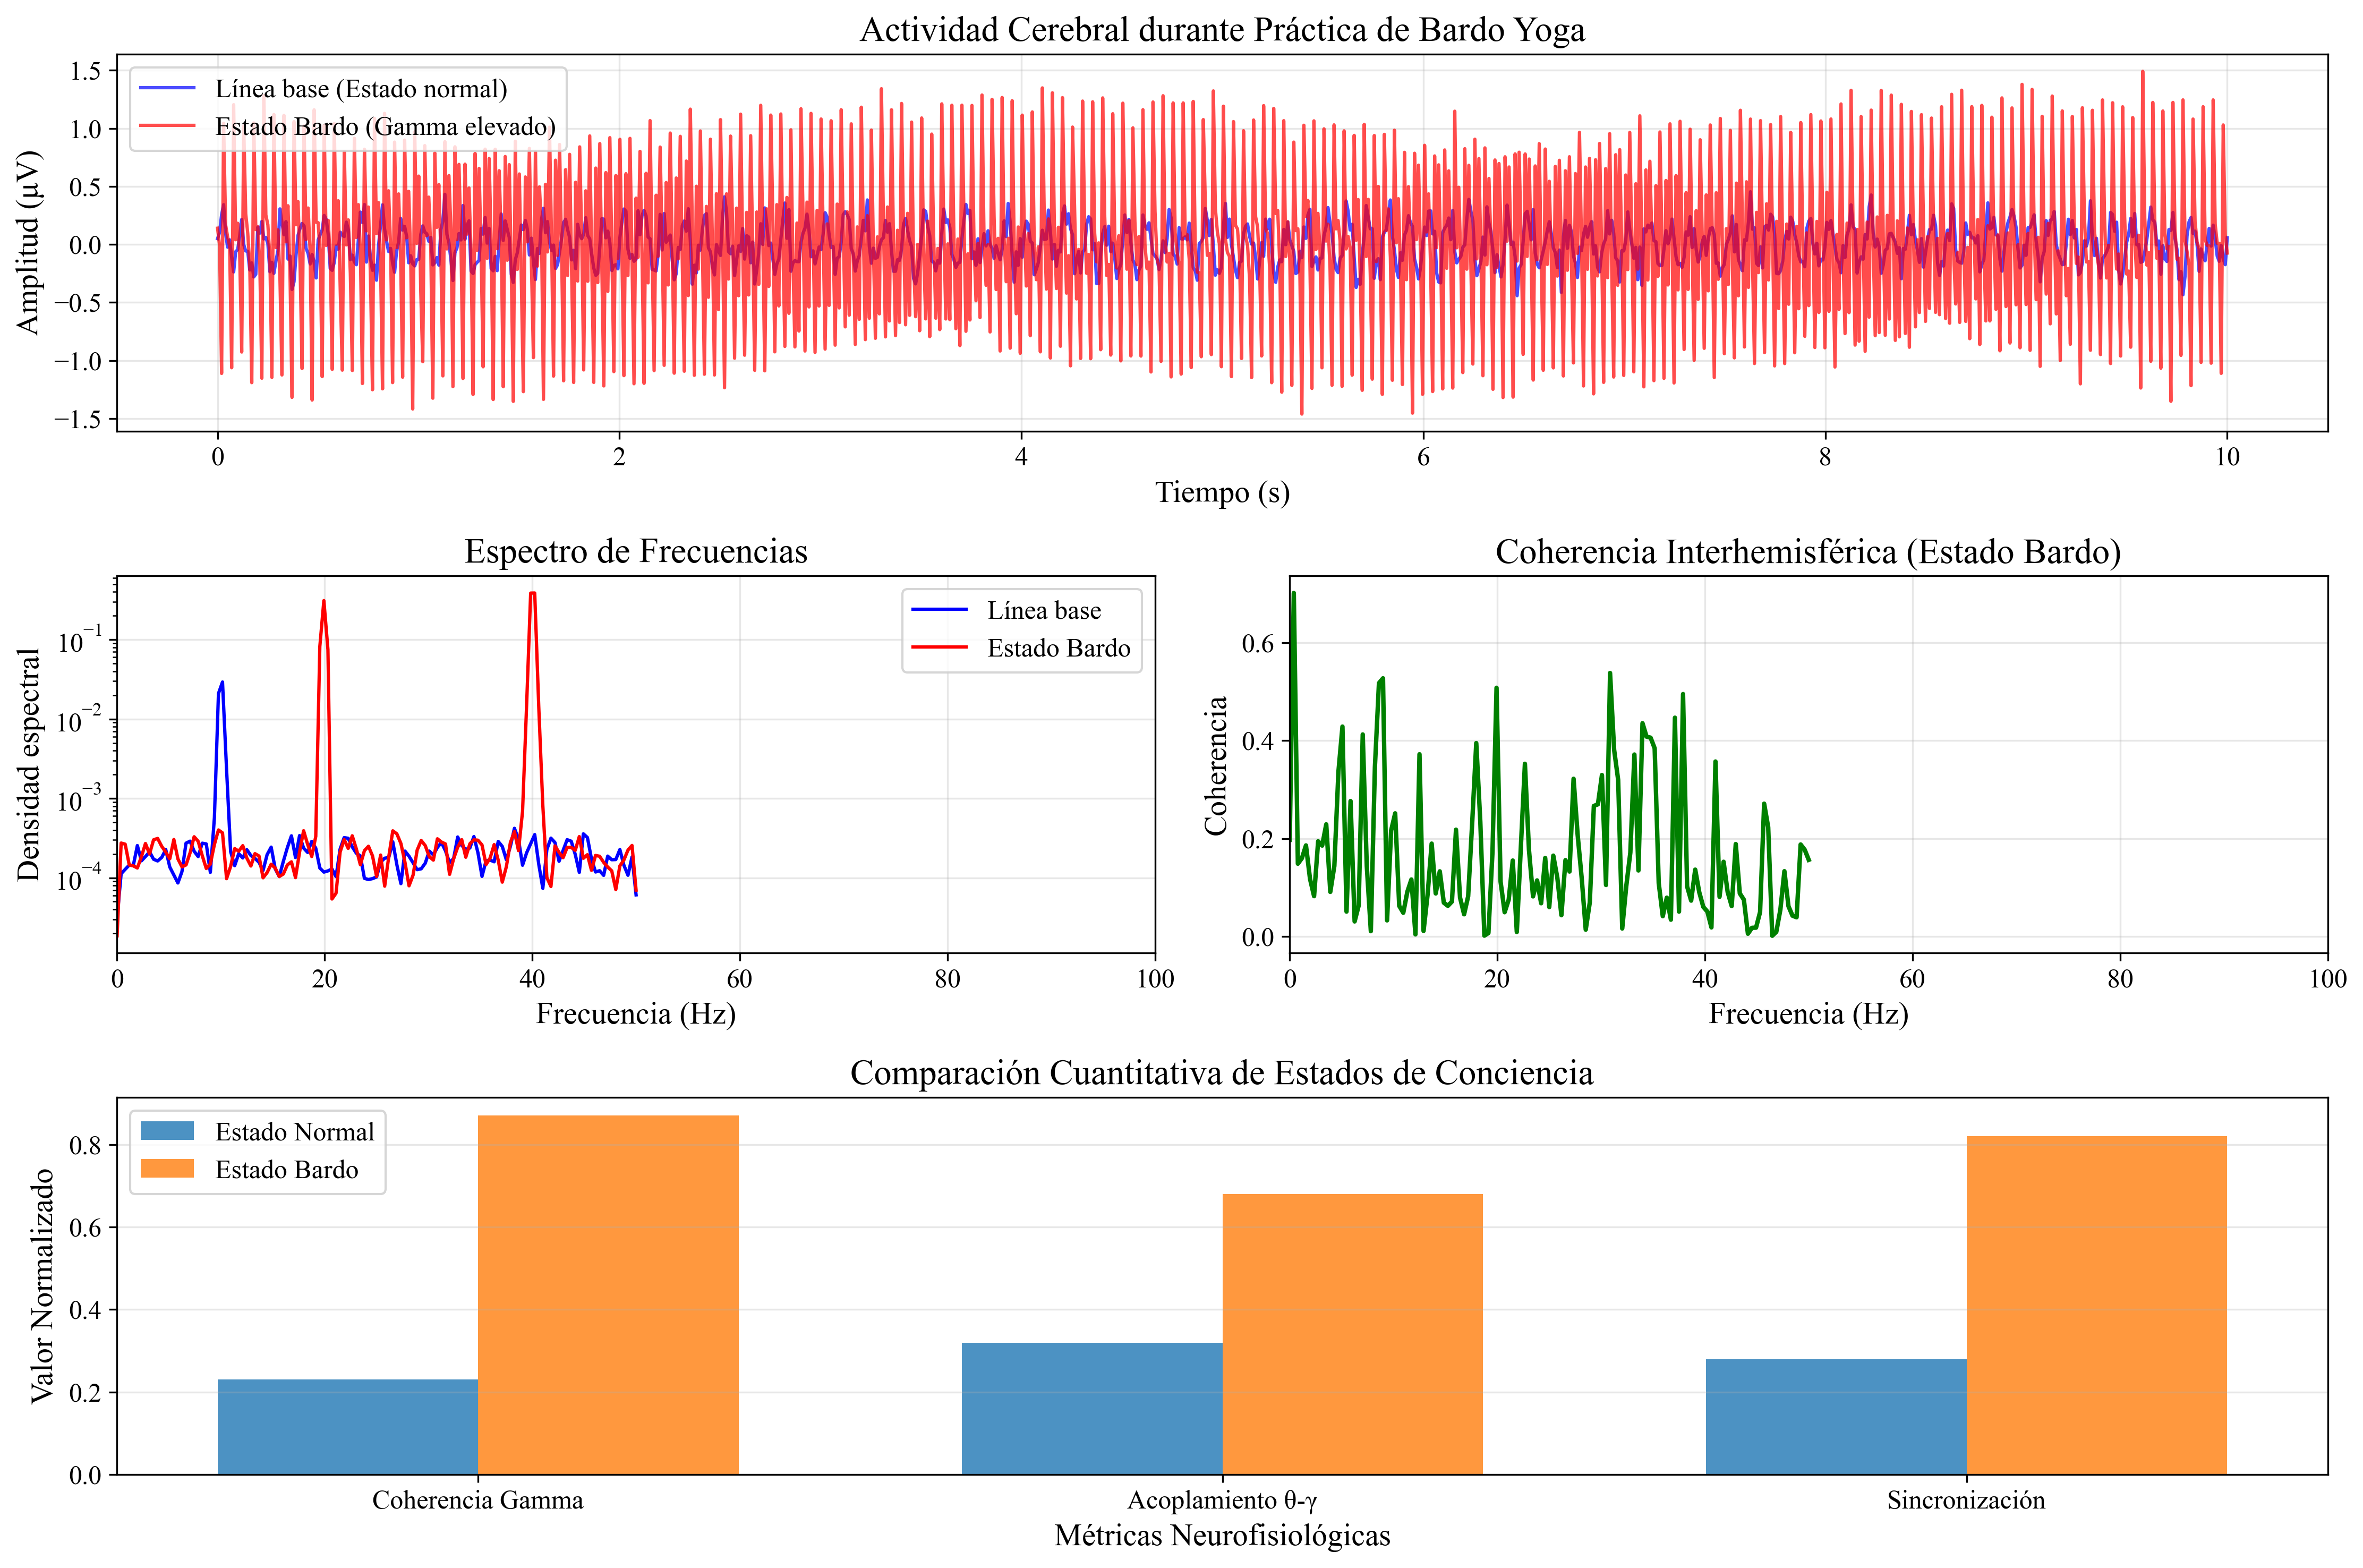 Actividad Cerebral durante Práctica de Bardo Yoga
Línea base (Estado normal)
Estado Bardo (Gamma elevado)
Amplitud (μV)
1.5
1.0
0.5
0.0
−0.5
−1.0
−1.5
0 2 4 6 8 10
Tiempo (s)
Espectro de Frecuencias
Línea base
Estado Bardo
Densidad espectral
10⁻¹
10⁻²
10⁻³
10⁻⁴
0 20 40 60 80 100
Frecuencia (Hz)
Coherencia Interhemisférica (Estado Bardo)
Coherencia
0.6
0.4
0.2
0.0
0 20 40 60 80 100
Frecuencia (Hz)
Comparación Cuantitativa de Estados de Conciencia
Estado Normal
Estado Bardo
Valor Normalizado
0.8
0.6
0.4
0.2
0.0
Coherencia Gamma Acoplamiento θ-γ Sincronización
Métricas Neurofisiológicas